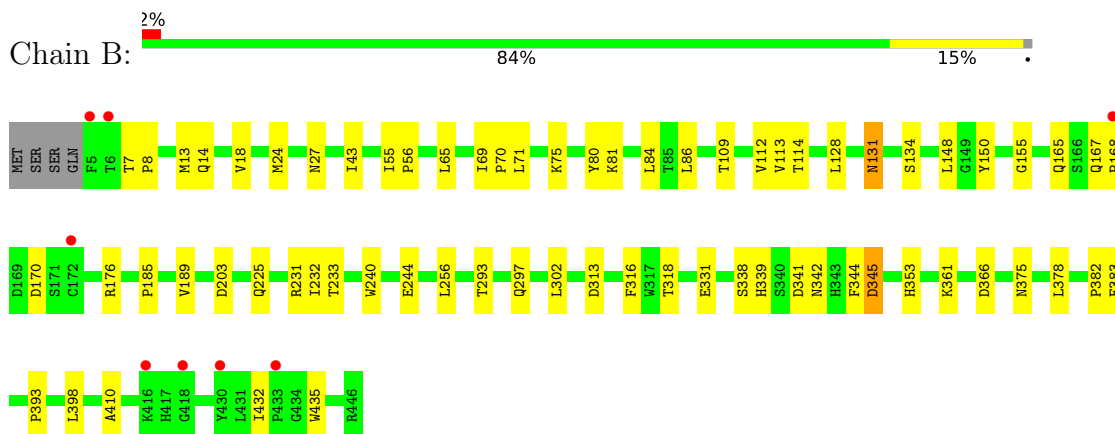 2%
Chain B:
84% 15% •
MET SER SER GLN F5 T6 T7 P8 M13 Q14 V18 M24 N27 I43 I55 P56 L65 I69 P70 L71 K75 Y80 K81 L84 T85 L86 T109 V112 V113 T114 L128 N131 S134 L148 G149 Y150 G155 Q165 S166 Q167
D169 D170 S171 C172 R176 P185 V189 D203 Q225 R231 I232 T233 W240 E244 L256 T293 Q297 L302 D313 F316 W317 T318 E331 S338 H339 S340 D341 N342 H343 F344 D345 H353 K361 D366 N375 L378 P382
P393 L398 A410 K416 H417 G418 Y430 L431 I432 P433 G434 W435 R446